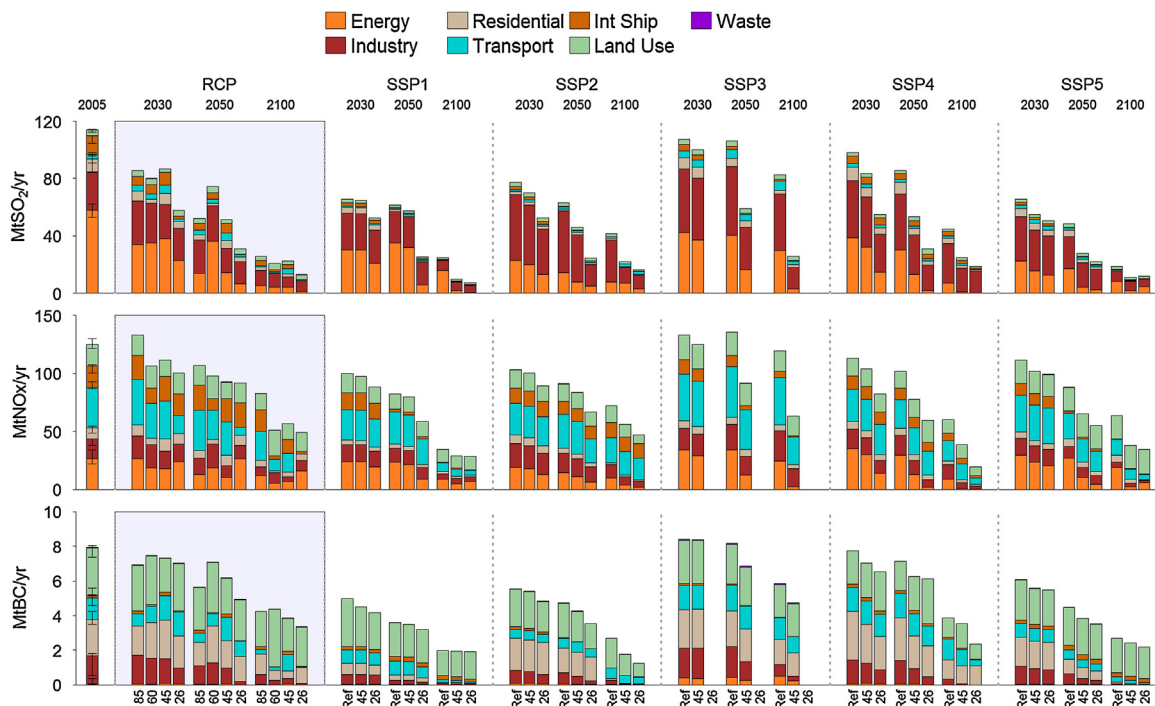 Energy Residential Int Ship Waste
Industry Transport Land Use
RCP SSP1 SSP2 SSP3 SSP4 SSP5
2005 2030 2050 2100 2030 2050 2100 2030 2050 2100 2030 2050 2100 2030 2050 2100 2030 2050 2100
MtSO₂/yr
120
80
40
0
MtNOx/yr
150
100
50
0
MtBC/yr
10
8
6
4
2
0
85 60 45 26 85 60 45 26 85 60 45 26 Ref 45 26 Ref 45 26 Ref 45 26 Ref 45 26 Ref 45 26 Ref 45 26 Ref 45 26 Ref 45 26 Ref 45 26 Ref 45 26 Ref 45 26 Ref 45 26 Ref 45 26 Ref 45 26 Ref 45 26